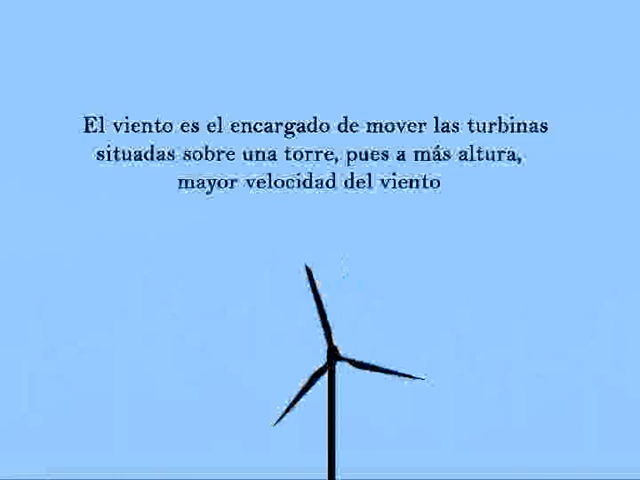 El viento es el encargado de mover las turbinas
situadas sobre una torre, pues a más altura,
mayor velocidad del viento